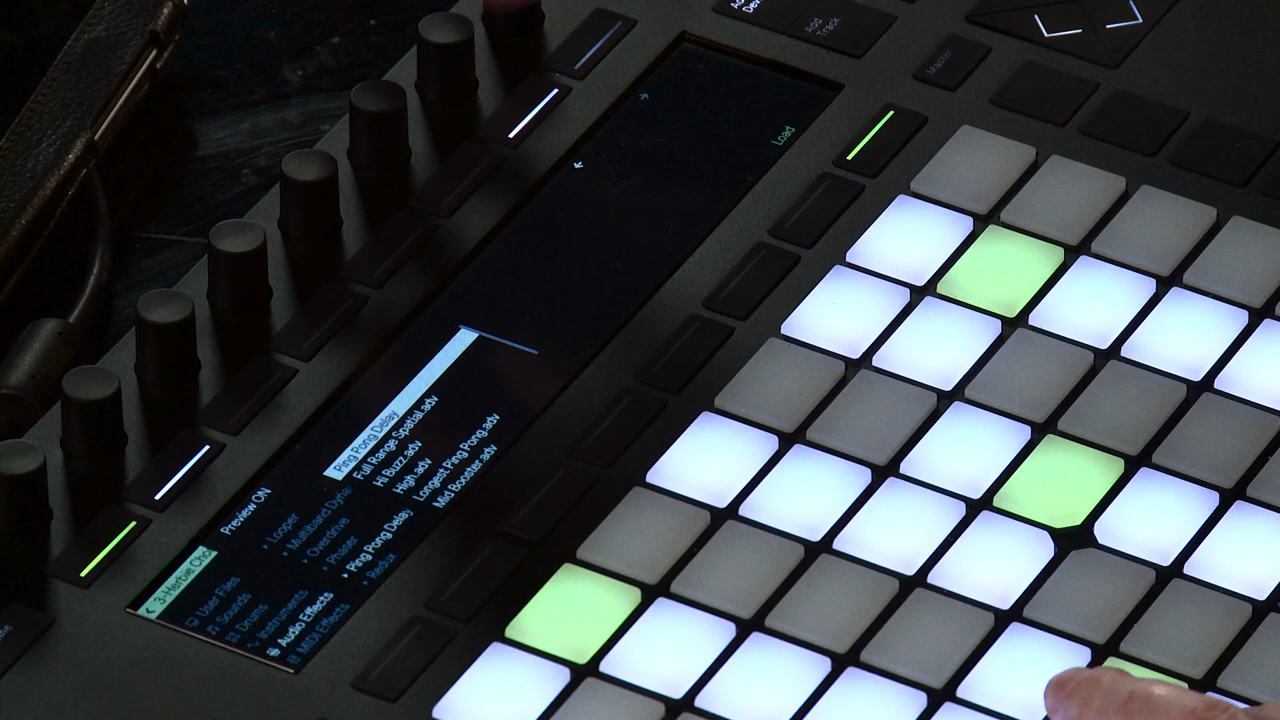 Add
Track
Master
Load
3-Herbie Cho
Preview ON
User Files
Sounds
Drums
Instruments
Audio Effects
MIDI Effects
Looper
Multiband Dyna
Overdrive
Phaser
Ping Pong Delay
Redux
Ping Pong Delay
Full Range Spatial.adv
Hi Buzz.adv
High.adv
Longest Ping Pong.adv
Mid Booster.adv